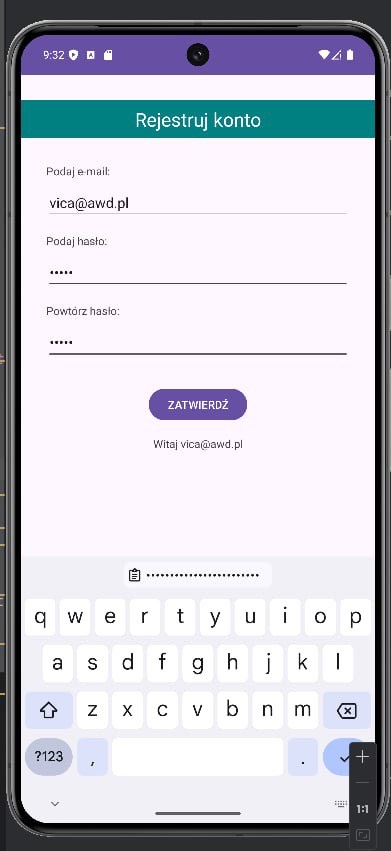 9:32
Rejestruj konto
Podaj e-mail:
vica@awd.pl
Podaj hasło:
•••••
Powtórz hasło:
•••••
ZATWIERDŹ
Witaj vica@awd.pl
••••••••••••••••••••••••
q w e r t y u i o p
a s d f g h j k l
z x c v b n m
?123 , .
1:1